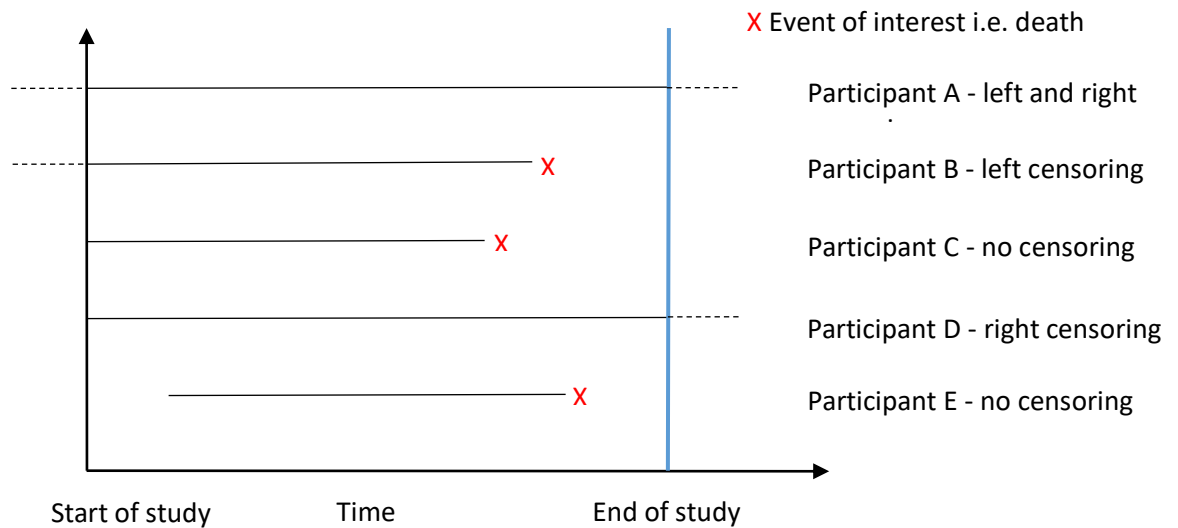 X Event of interest i.e. death
Participant A - left and right
Participant B - left censoring
X
Participant C - no censoring
X
Participant D - right censoring
Participant E - no censoring
X
Start of study Time End of study